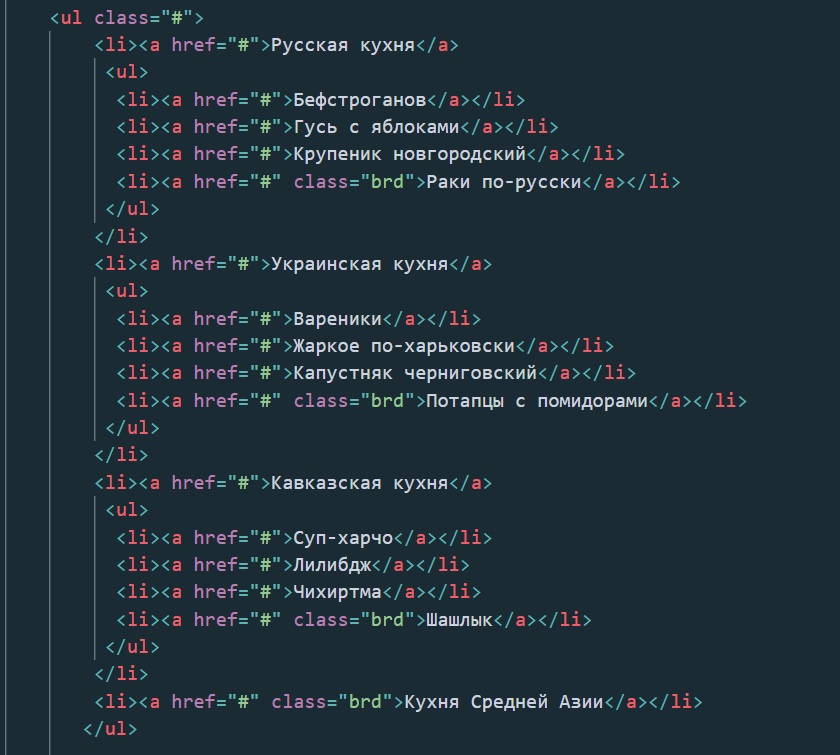 <ul class="#">
<li><a href="#">Русская кухня</a>
<ul>
<li><a href="#">Бефстроганов</a></li>
<li><a href="#">Гусь с яблоками</a></li>
<li><a href="#">Крупеник новгородский</a></li>
<li><a href="#" class="brd">Раки по-русски</a></li>
</ul>
</li>
<li><a href="#">Украинская кухня</a>
<ul>
<li><a href="#">Вареники</a></li>
<li><a href="#">Жаркое по-харьковски</a></li>
<li><a href="#">Капустняк черниговский</a></li>
<li><a href="#" class="brd">Потапцы с помидорами</a></li>
</ul>
</li>
<li><a href="#">Кавказская кухня</a>
<ul>
<li><a href="#">Суп-харчо</a></li>
<li><a href="#">Лилибдж</a></li>
<li><a href="#">Чихиртма</a></li>
<li><a href="#" class="brd">Шашлык</a></li>
</ul>
</li>
<li><a href="#" class="brd">Кухня Средней Азии</a></li>
</ul>